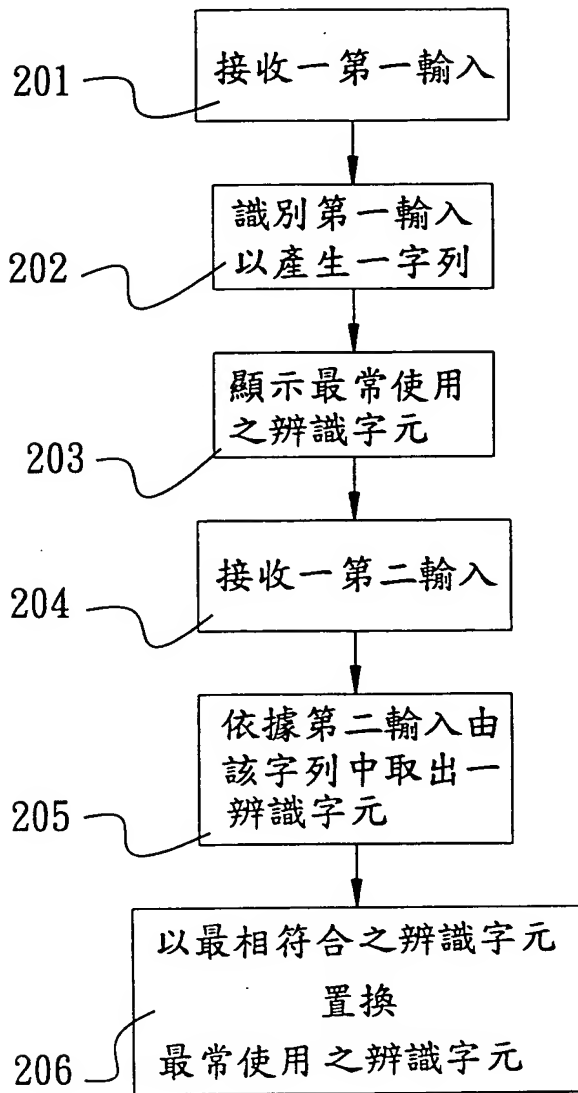 201
接收一第一輸入
202
識別第一輸入
以產生一字列
203
顯示最常使用
之辨識字元
204
接收一第二輸入
205
依據第二輸入由
該字列中取出一
辨識字元
206
以最相符合之辨識字元
置換
最常使用之辨識字元